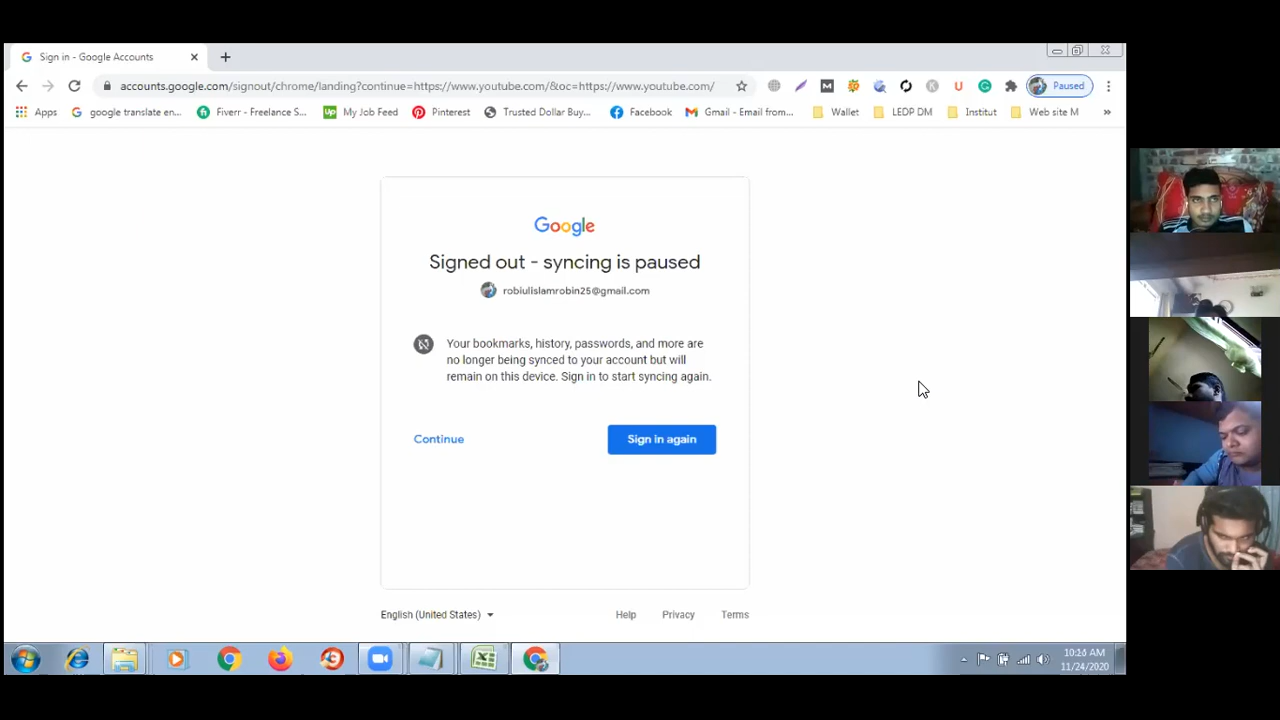 Sign in - Google Accounts
accounts.google.com/signout/chrome/landing?continue=https://www.youtube.com/&oc=https://www.youtube.com/
Paused
Apps google translate en... Fiverr - Freelance S... My Job Feed Pinterest Trusted Dollar Buy... Facebook Gmail - Email from... Wallet LEDP DM Institut Web site M »
Google
Signed out - syncing is paused
robiulislamrobin25@gmail.com
Your bookmarks, history, passwords, and more are
no longer being synced to your account but will
remain on this device. Sign in to start syncing again.
Continue Sign in again
English (United States) Help Privacy Terms
11/24/2020